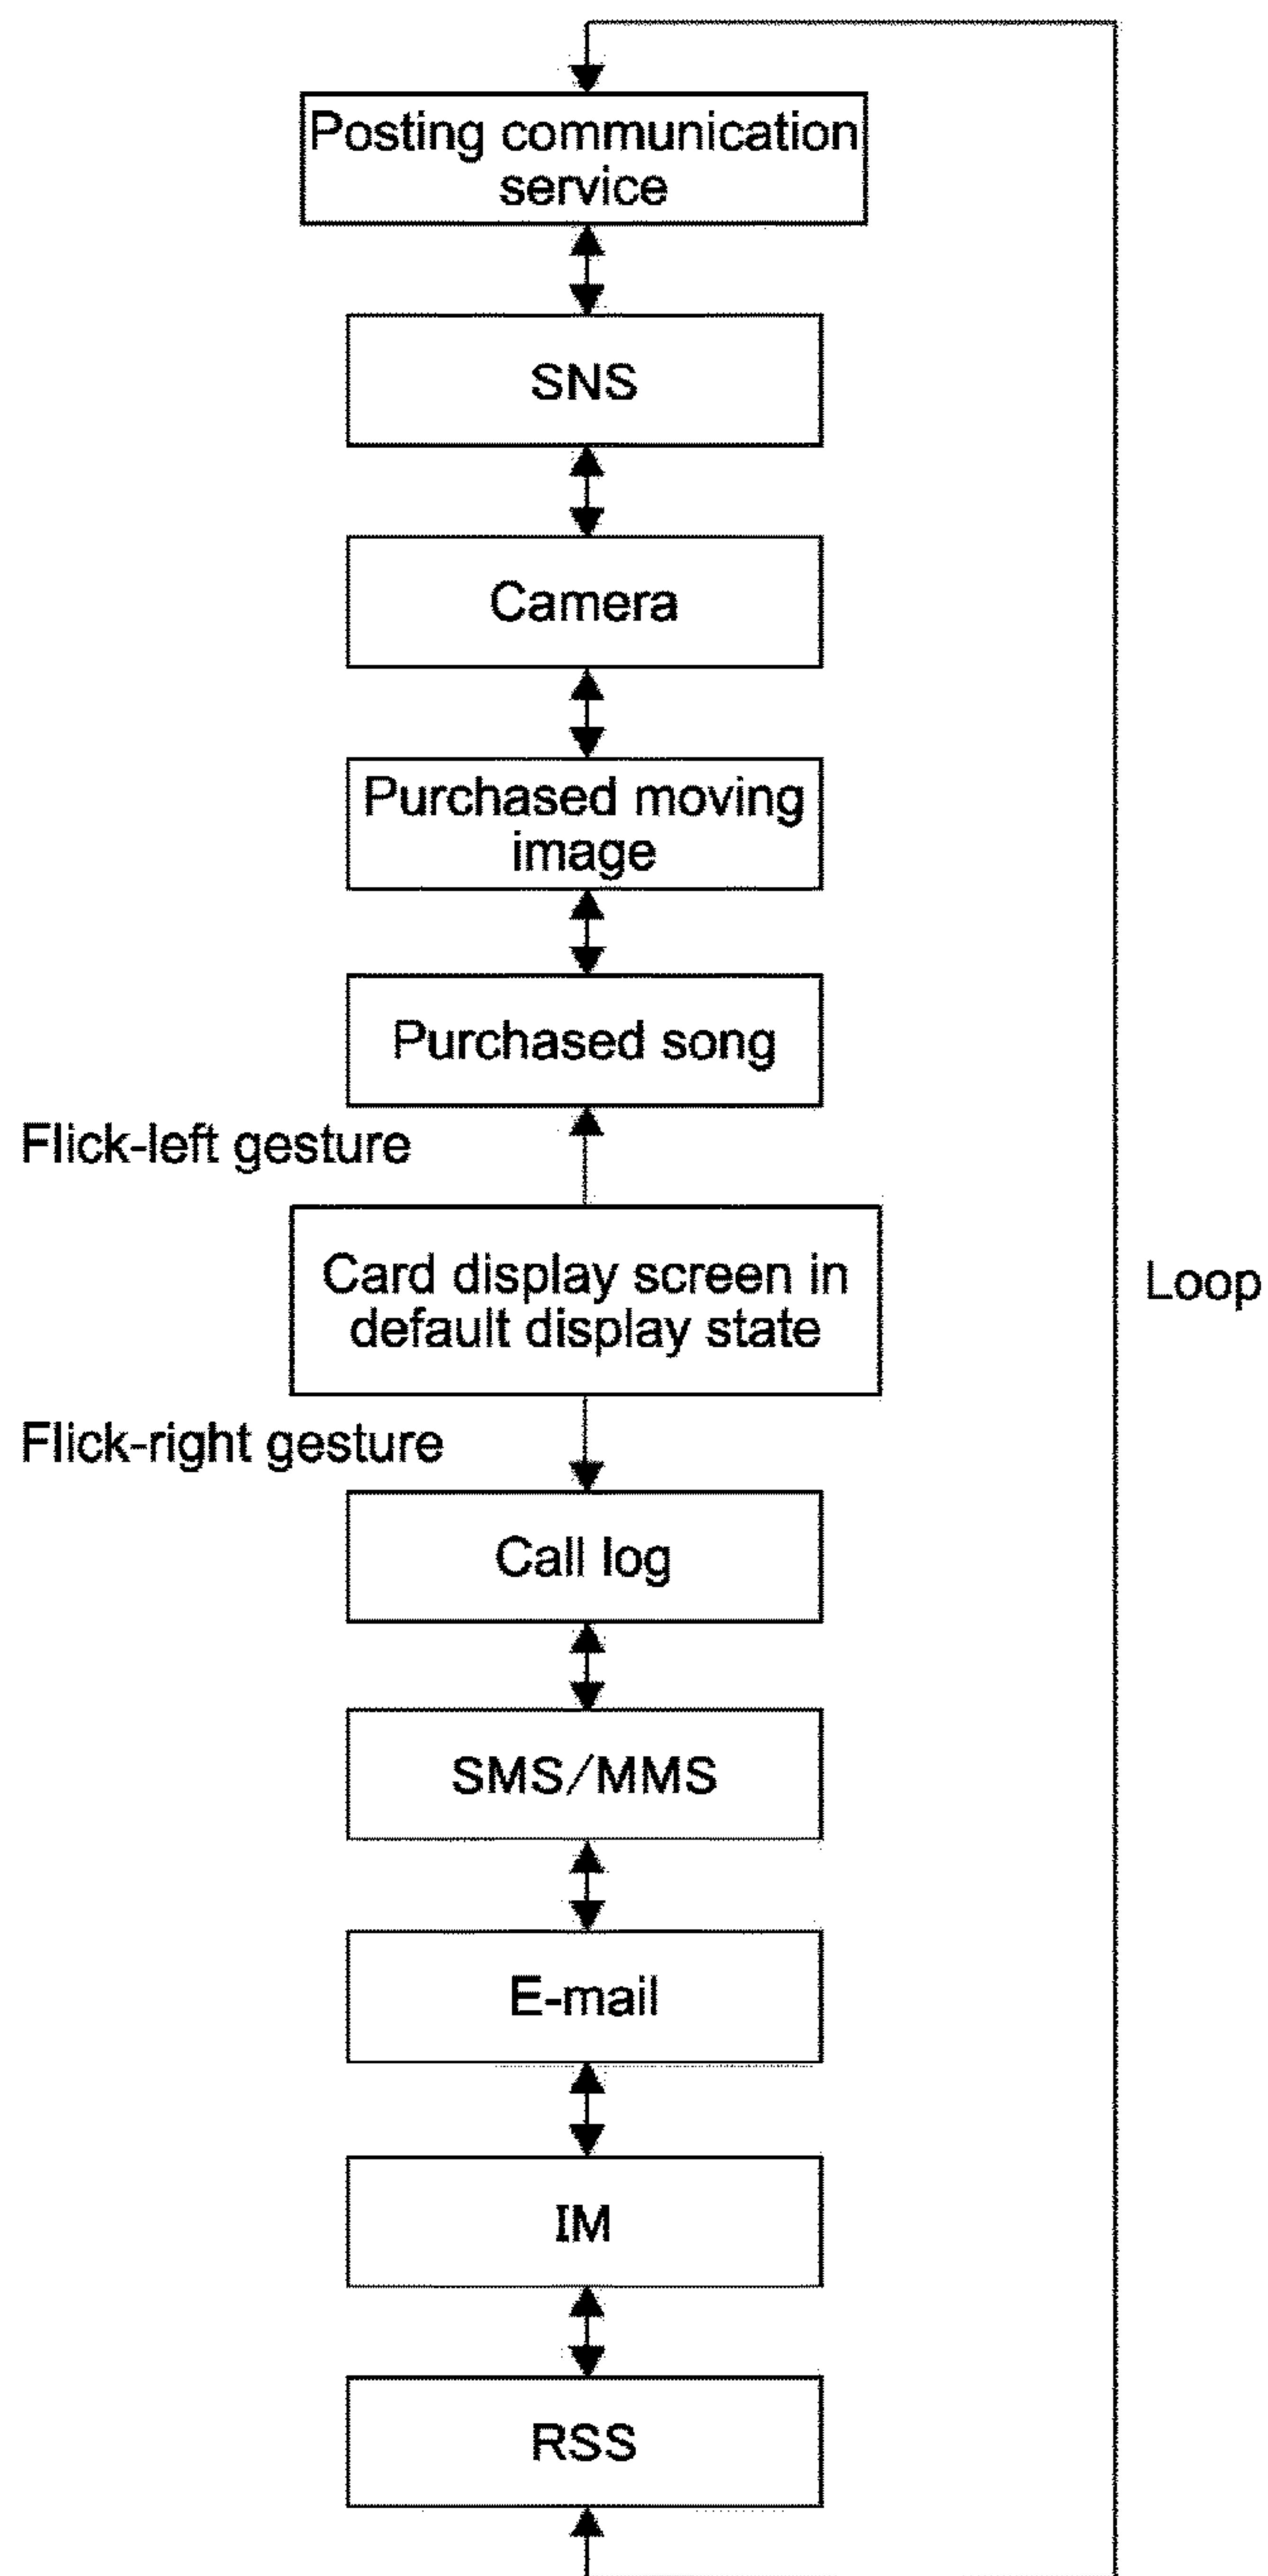 Posting communication
service
SNS
Camera
Purchased moving
image
Purchased song
Flick-left gesture
Card display screen in
default display state
Loop
Flick-right gesture
Call log
SMS/MMS
E-mail
IM
RSS